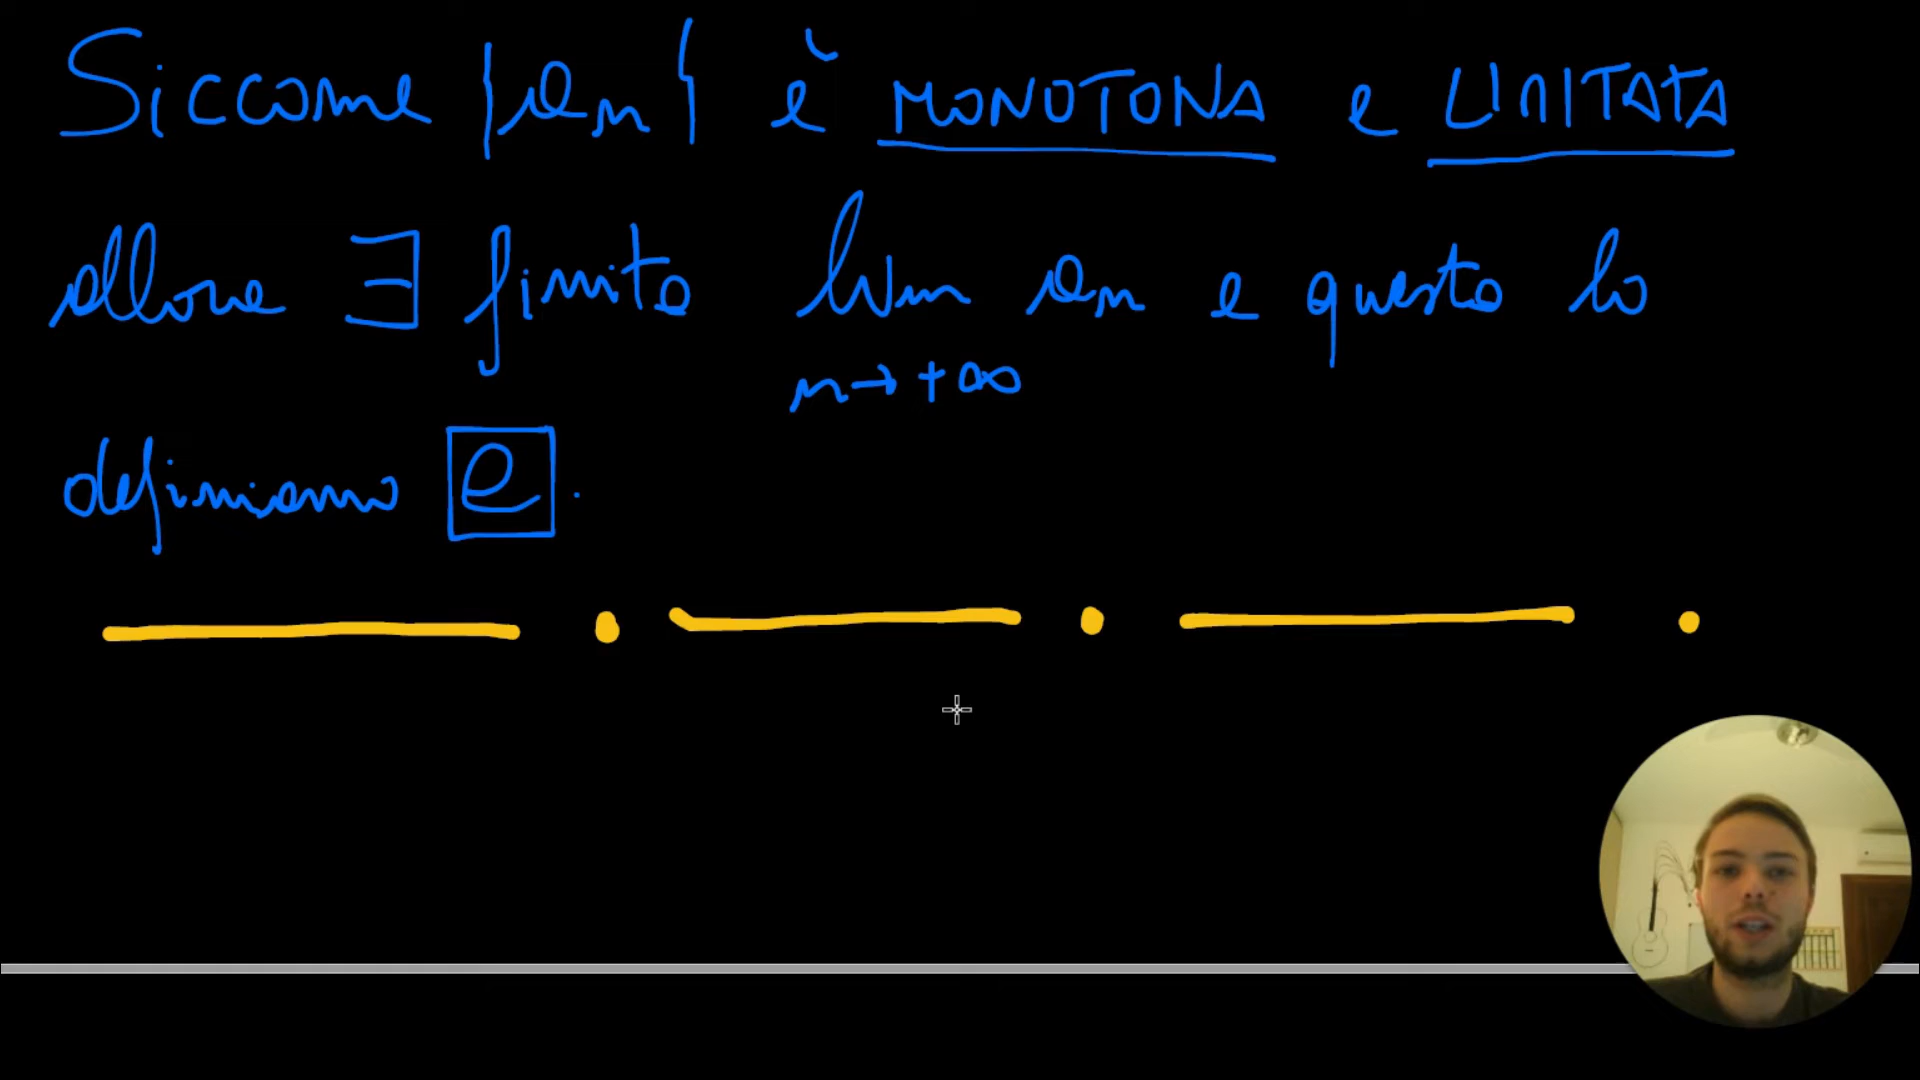 Siccome {an} è MONOTONA e LIMITATA
allora ∃ finito lim an e questo lo
n→+∞
definiamo e.